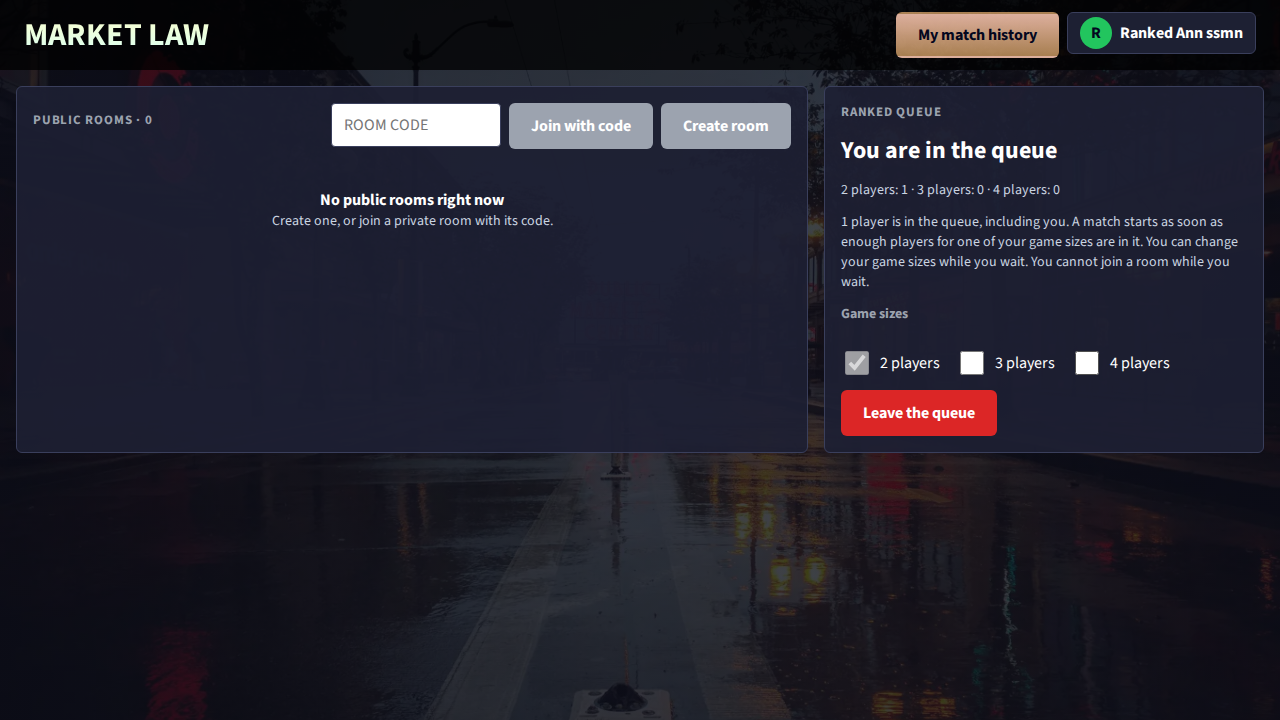 MARKET LAW
My match history
R
Ranked Ann ssmn
PUBLIC ROOMS · 0
ROOM CODE
Join with code
Create room
No public rooms right now
Create one, or join a private room with its code.
RANKED QUEUE
You are in the queue
2 players: 1 · 3 players: 0 · 4 players: 0
1 player is in the queue, including you. A match starts as soon as
enough players for one of your game sizes are in it. You can change
your game sizes while you wait. You cannot join a room while you
wait.
Game sizes
2 players
3 players
4 players
Leave the queue